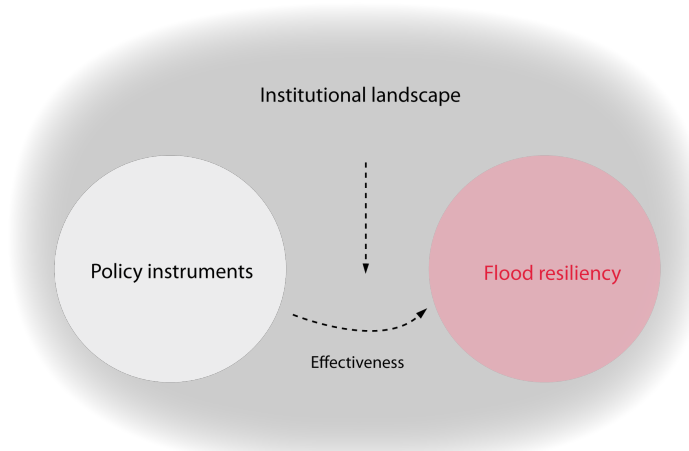 Institutional landscape
Policy instruments
Flood resiliency
Effectiveness